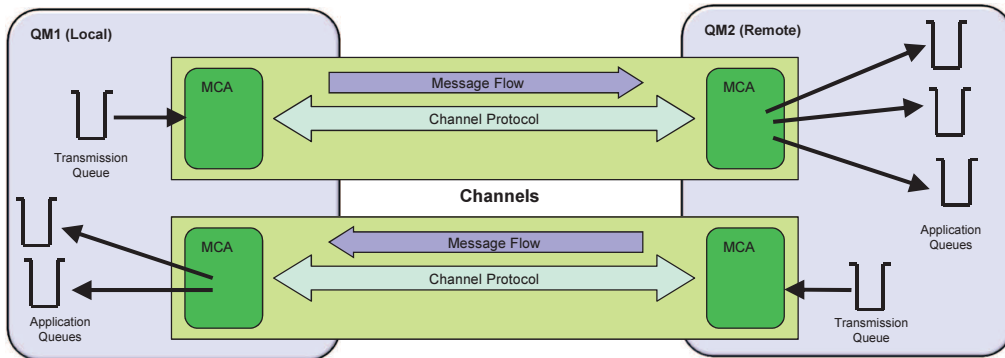 QM1 (Local)
QM2 (Remote)
MCA
Message Flow
MCA
Channel Protocol
Transmission
Queue
Channels
Application
Queues
MCA
Message Flow
MCA
Channel Protocol
Application
Queues
Transmission
Queue